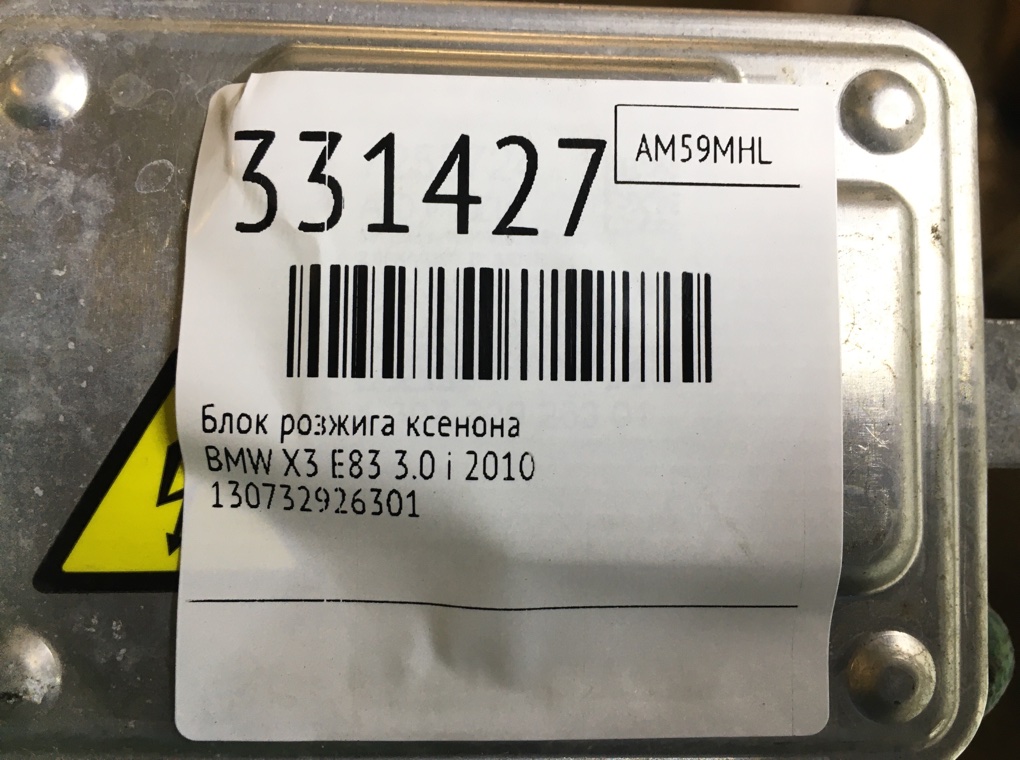 331427
AM59MHL
Блок розжига ксенона
BMW X3 E83 3.0 i 2010
130732926301